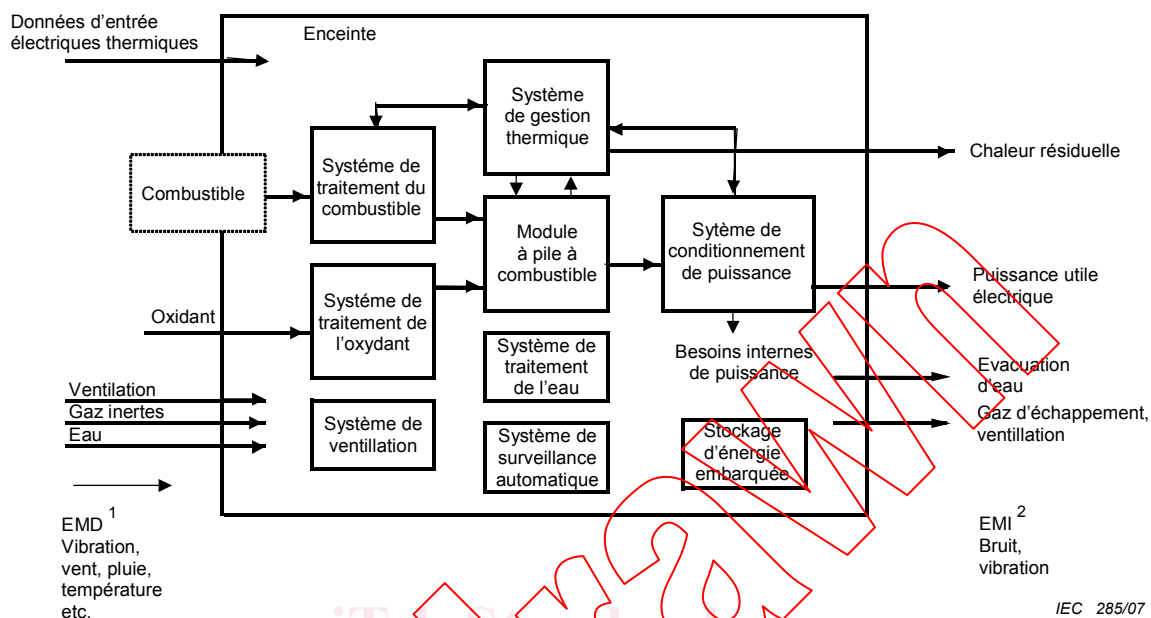 Données d'entrée
électriques thermiques
Enceinte
Système
de gestion
thermique
Chaleur résiduelle
Combustible
Systéme de
traitement du
combustible
Module
à pile à
combustible
Sytème de
conditionnement
de puissance
Puissance utile
électrique
Oxidant
Systéme de
traitement de
l'oxydant
Système de
traitement
de l'eau
Besoins internes
de puissance
Evacuation
d'eau
Ventilation
Gaz inertes
Eau
Système de
ventillation
Système de
surveillance
automatique
Stockage
d'énergie
embarquée
Gaz d'échappement,
ventilation
EMD 1
Vibration,
vent, pluie,
température
etc.
EMI 2
Bruit,
vibration
IEC 285/07